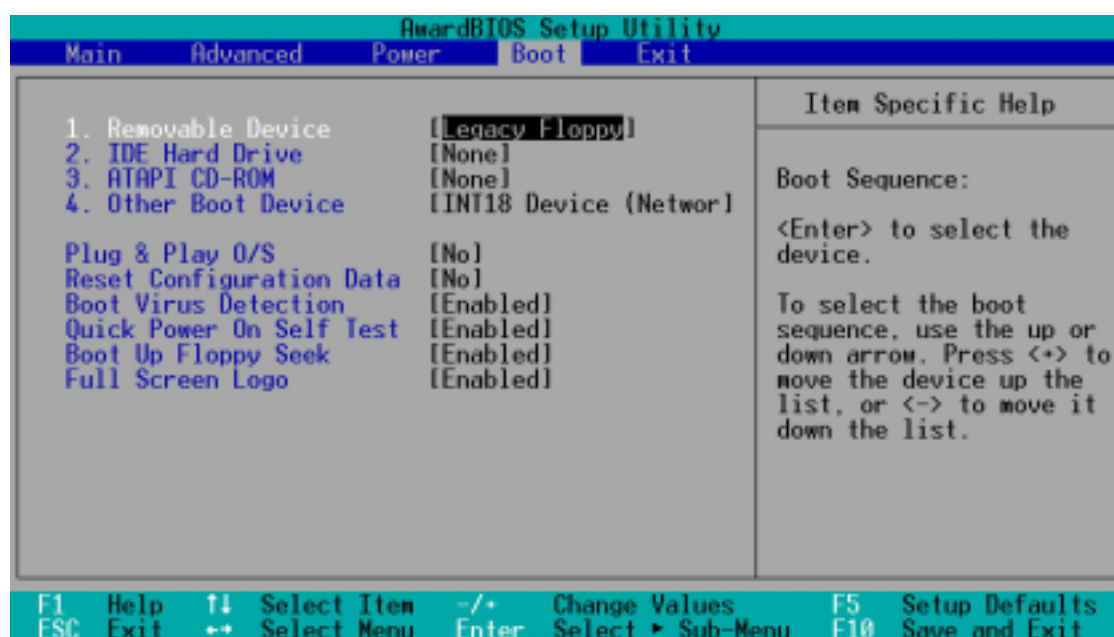 AwardBIOS Setup Utility
Main Advanced Power Boot Exit
Item Specific Help
1. Removable Device [Legacy Floppy]
2. IDE Hard Drive [None]
3. ATAPI CD-ROM [None]
4. Other Boot Device [INT18 Device (Networ]
Plug & Play O/S [No]
Reset Configuration Data [No]
Boot Virus Detection [Enabled]
Quick Power On Self Test [Enabled]
Boot Up Floppy Seek [Enabled]
Full Screen Logo [Enabled]
Boot Sequence:
<Enter> to select the
device.
To select the boot
sequence, use the up or
down arrow. Press <+> to
move the device up the
list, or <-> to move it
down the list.
F1 Help ↑↓ Select Item -/+ Change Values F5 Setup Defaults
ESC Exit ←→ Select Menu Enter Select ► Sub-Menu F10 Save and Exit